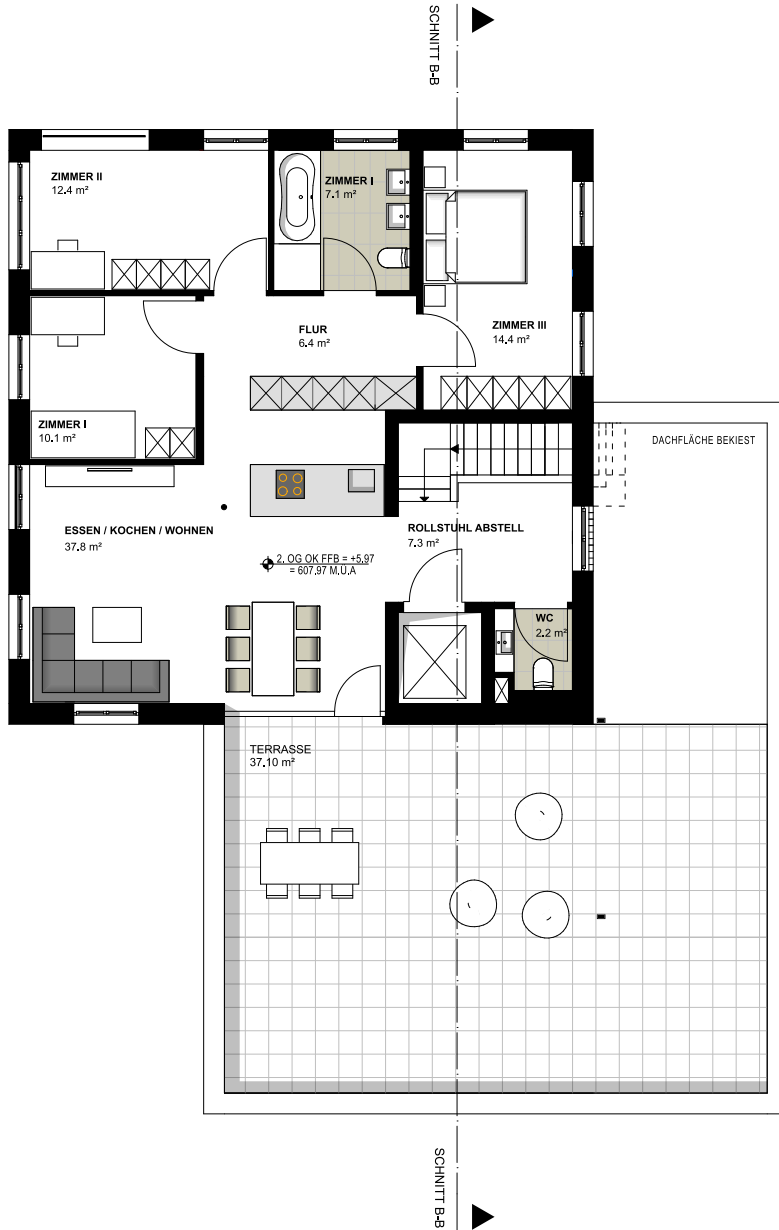 SCHNITT B-B
ZIMMER II
12.4 m²
ZIMMER I
7.1 m²
FLUR
6.4 m²
ZIMMER III
14.4 m²
ZIMMER I
10.1 m²
DACHFLÄCHE BEKIEST
ESSEN / KOCHEN / WOHNEN
37.8 m²
ROLLSTUHL ABSTELL
7.3 m²
2. OG OK FFB = +5.97
= 607.97 M.Ü.A
WC
2.2 m²
TERRASSE
37.10 m²
SCHNITT B-B